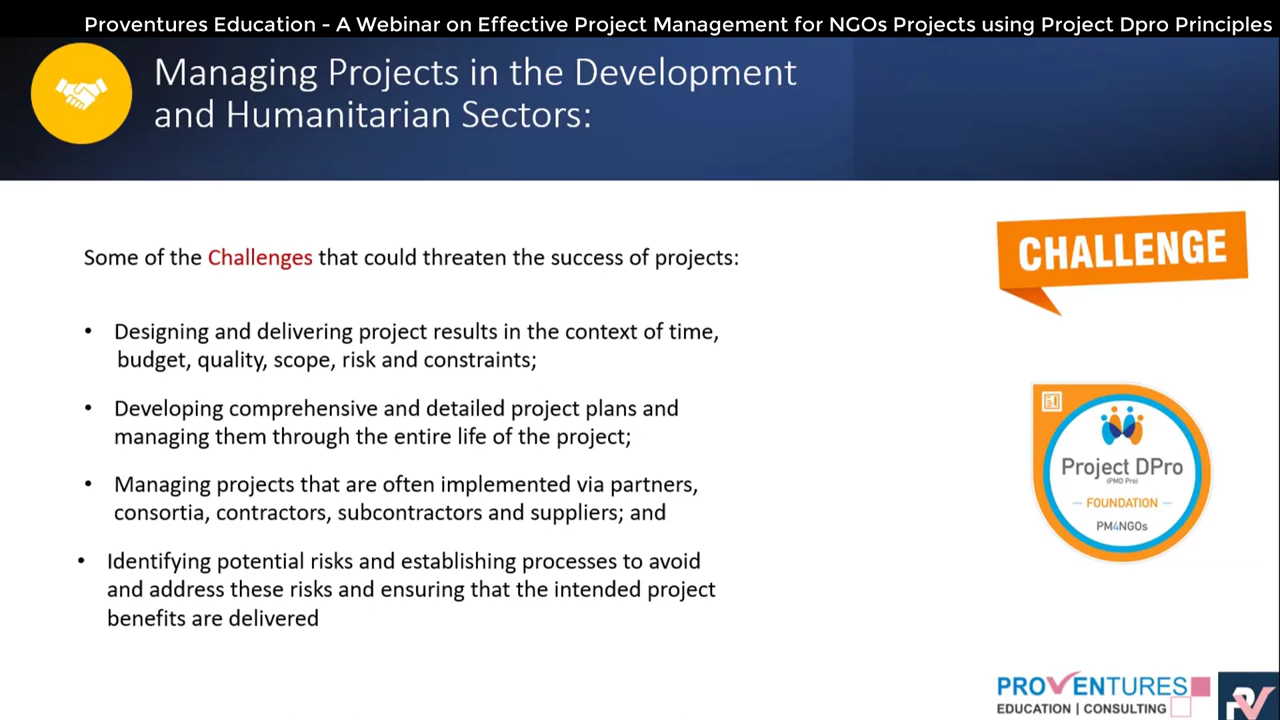 Proventures Education - A Webinar on Effective Project Management for NGOs Projects using Project Dpro Principles
Managing Projects in the Development
and Humanitarian Sectors:
Some of the Challenges that could threaten the success of projects:
• Designing and delivering project results in the context of time,
budget, quality, scope, risk and constraints;
• Developing comprehensive and detailed project plans and
managing them through the entire life of the project;
• Managing projects that are often implemented via partners,
consortia, contractors, subcontractors and suppliers; and
• Identifying potential risks and establishing processes to avoid
and address these risks and ensuring that the intended project
benefits are delivered
CHALLENGE
Project DPro
(PMD Pro)
FOUNDATION
PM4NGOs
PROVENTURES
EDUCATION | CONSULTING
PV